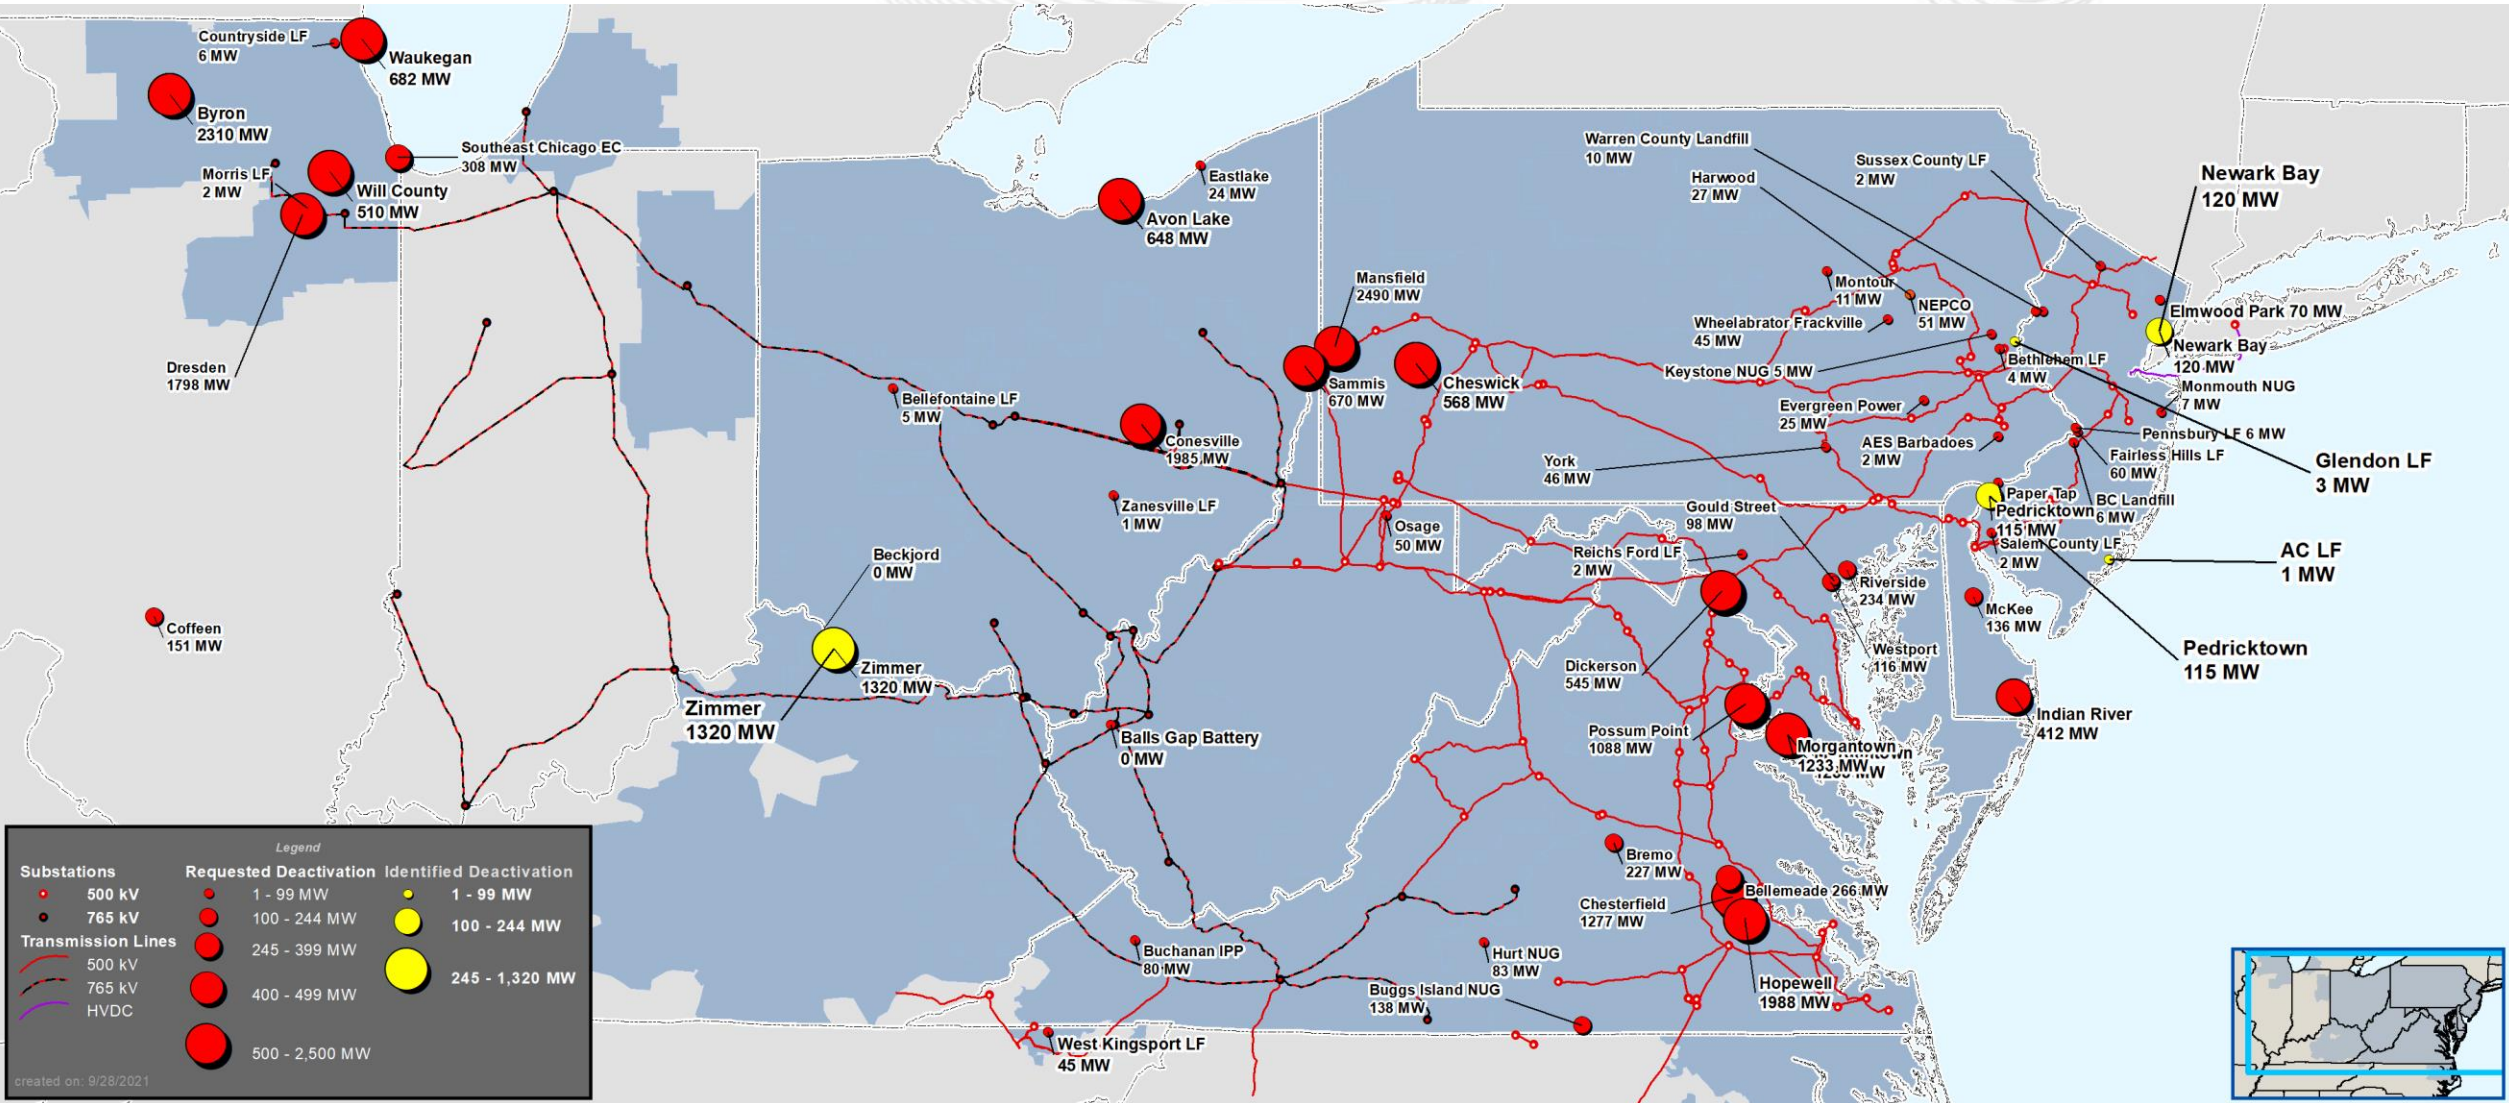 Countryside LF
6 MW
Waukegan
682 MW
Byron
2310 MW
Southeast Chicago EC
308 MW
Morris LF
2 MW
Will County
510 MW
Dresden
1798 MW
Coffeen
151 MW
Eastlake
24 MW
Avon Lake
648 MW
Mansfield
2490 MW
Sammis
670 MW
Cheswick
568 MW
Bellefontaine LF
5 MW
Conesville
1985 MW
Zanesville LF
1 MW
Beckjord
0 MW
Zimmer
1320 MW
Zimmer
1320 MW
Balls Gap Battery
0 MW
Osage
50 MW
Warren County Landfill
10 MW
Sussex County LF
2 MW
Harwood
27 MW
Newark Bay
120 MW
Montour
11 MW
NEPCO
51 MW
Wheelabrator Frackville
45 MW
Elmwood Park 70 MW
Newark Bay
120 MW
Bethlehem LF
4 MW
Keystone NUG 5 MW
Monmouth NUG
7 MW
Evergreen Power
25 MW
AES Barbadoes
2 MW
Pennsbury LF 6 MW
Fairless Hills LF
60 MW
York
46 MW
Glendon LF
3 MW
Gould Street
98 MW
Paper Tap
BC Landfill
6 MW
Pedricktown
115 MW
Salem County LF
2 MW
AC LF
1 MW
Reichs Ford LF
2 MW
Riverside
234 MW
McKee
136 MW
Westport
116 MW
Pedricktown
115 MW
Dickerson
545 MW
Indian River
412 MW
Possum Point
1088 MW
Morgantown
1233 MW
Bremo
227 MW
Bellemeade 266 MW
Chesterfield
1277 MW
Hopewell
1988 MW
Buchanan IPP
80 MW
Hurt NUG
83 MW
Buggs Island NUG
138 MW
West Kingsport LF
45 MW
Legend
Substations
500 kV
765 kV
Transmission Lines
500 kV
765 kV
HVDC
Requested Deactivation
1 - 99 MW
100 - 244 MW
245 - 399 MW
400 - 499 MW
500 - 2,500 MW
Identified Deactivation
1 - 99 MW
100 - 244 MW
245 - 1,320 MW
created on: 9/28/2021